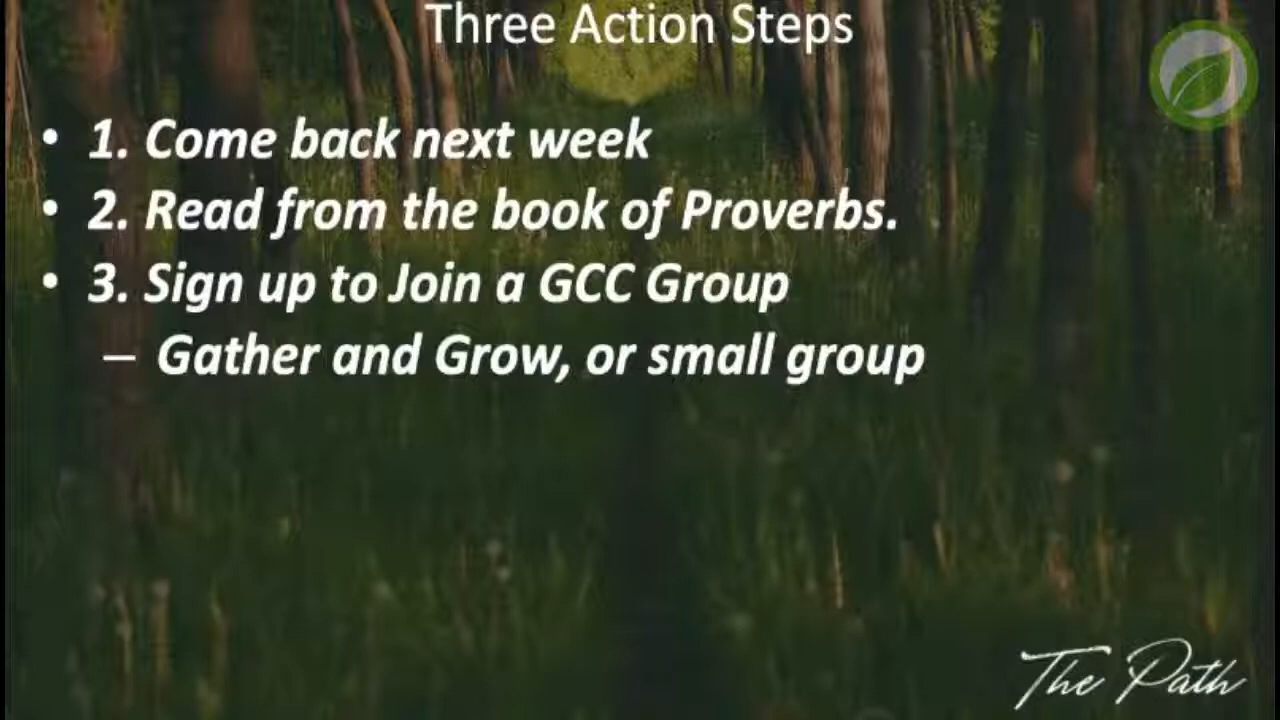 Three Action Steps
• 1. Come back next week
• 2. Read from the book of Proverbs.
• 3. Sign up to Join a GCC Group
– Gather and Grow, or small group
The Path